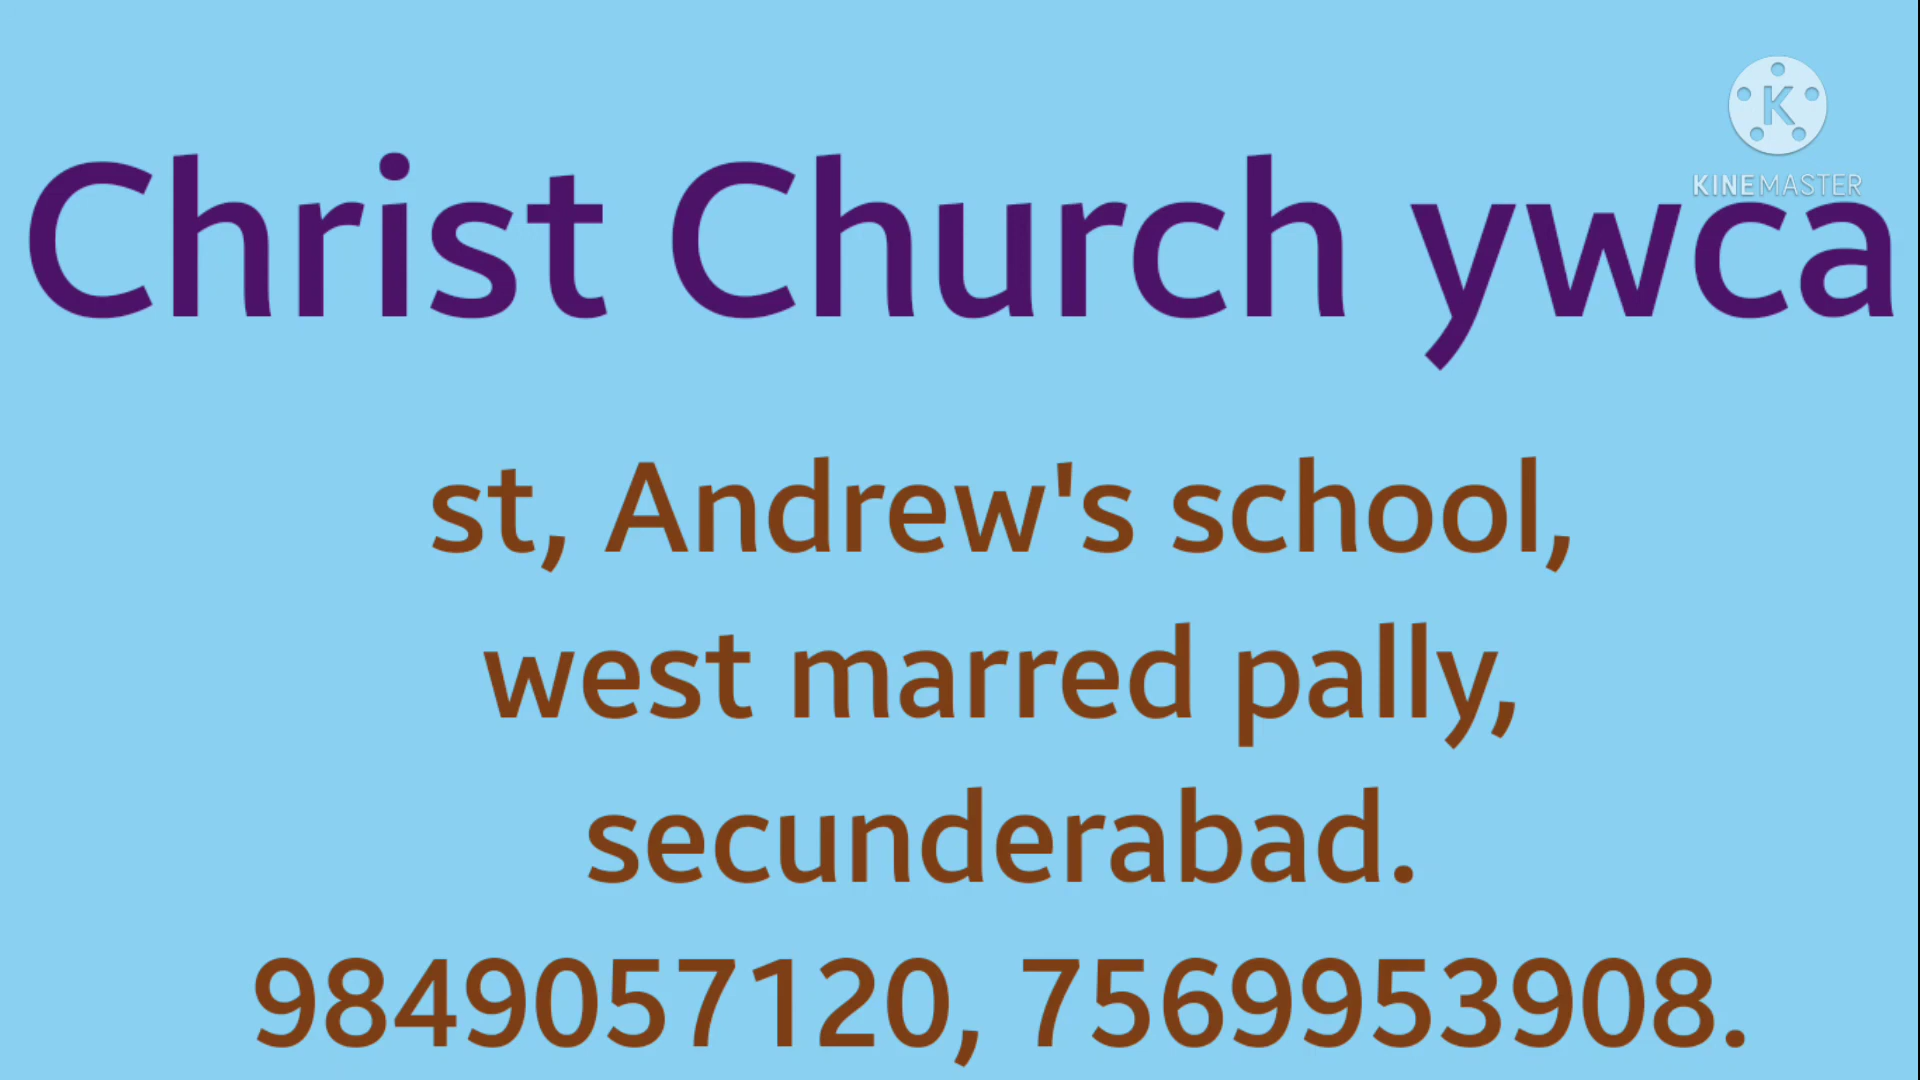 K
KINEMASTER
Christ Church ywca
st, Andrew's school,
west marred pally,
secunderabad.
9849057120, 7569953908.